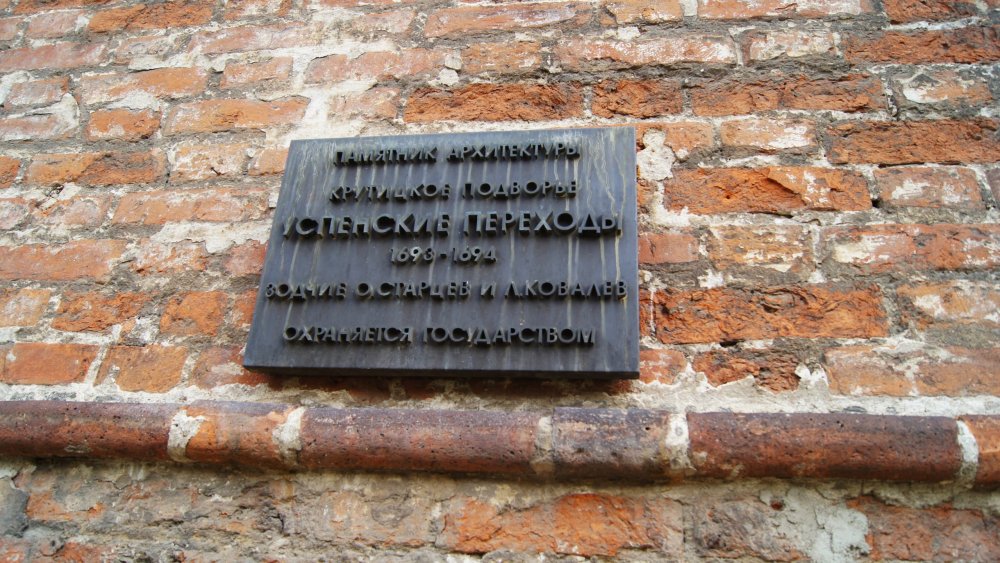 ПАМЯТНИК АРХИТЕКТУРЫ
КРУТИЦКОЕ ПОДВОРЬЕ
УСПЕНСКИЕ ПЕРЕХОДЫ
1693-1694
ЗОДЧИЕ О.СТАРЦЕВ И Л.КОВАЛЕВ
ОХРАНЯЕТСЯ ГОСУДАРСТВОМ